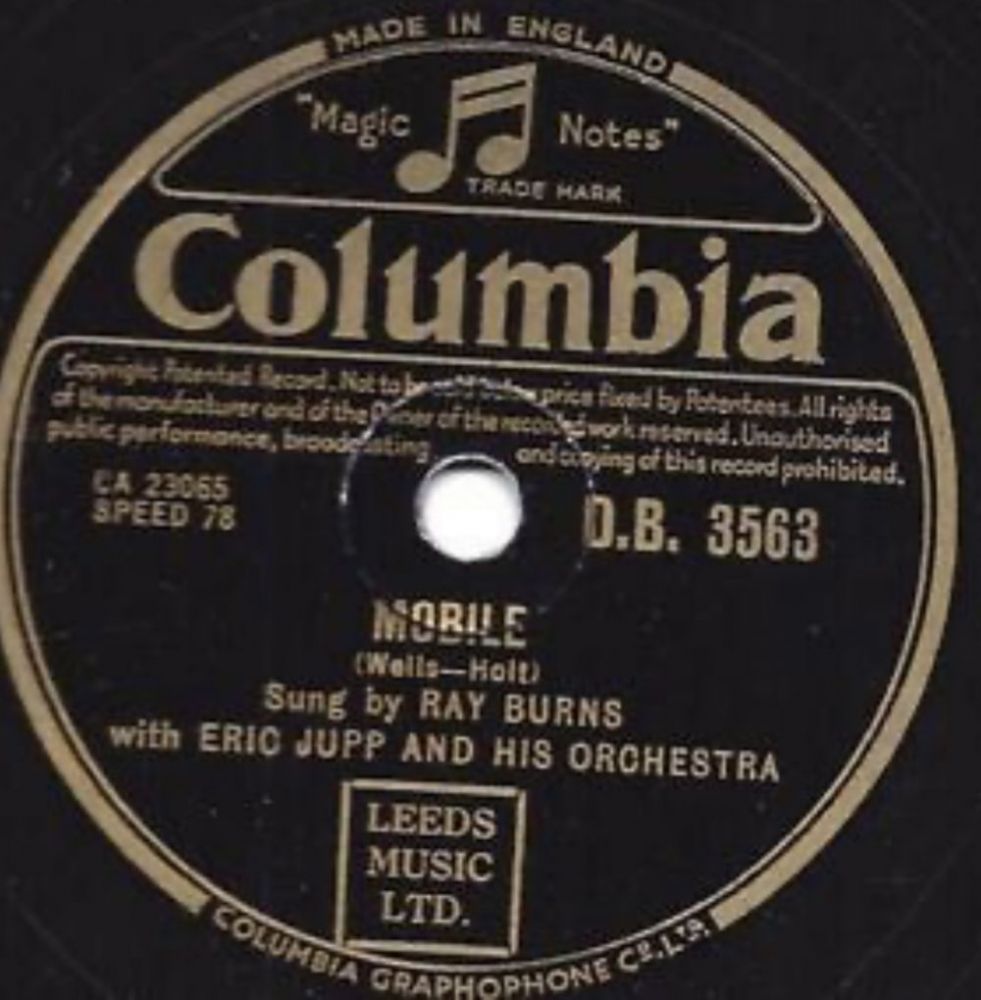 MADE IN ENGLAND
"Magic Notes"
TRADE MARK
Columbia
Copyright Patented Record. Not to be price fixed by Patentees. All rights
of the manufacturer and of the Owner of the recorded work reserved. Unauthorised
public performance, broadcasting and copying of this record prohibited.
CA 23065
SPEED 78
D.B. 3563
MOBILE
(Wells—Holt)
Sung by RAY BURNS
with ERIC JUPP AND HIS ORCHESTRA
LEEDS
MUSIC
LTD.
COLUMBIA GRAPHOPHONE Co. LTD.